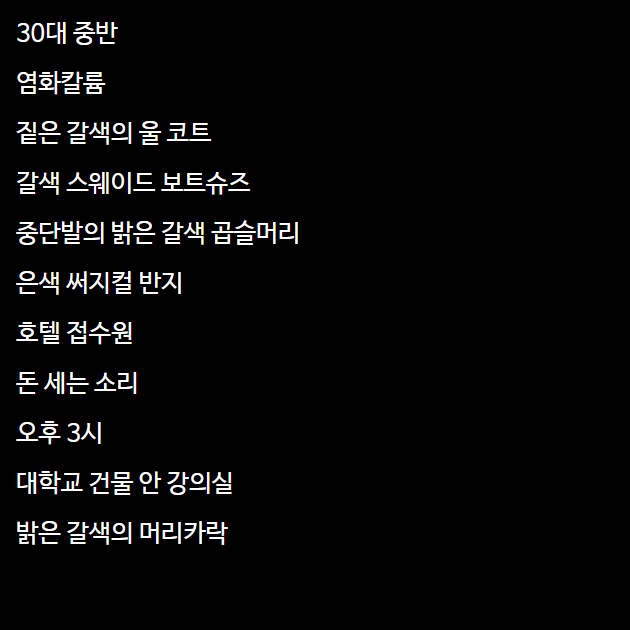 30대 중반
염화칼륨
짙은 갈색의 울 코트
갈색 스웨이드 보트슈즈
중단발의 밝은 갈색 곱슬머리
은색 써지컬 반지
호텔 접수원
돈 세는 소리
오후 3시
대학교 건물 안 강의실
밝은 갈색의 머리카락